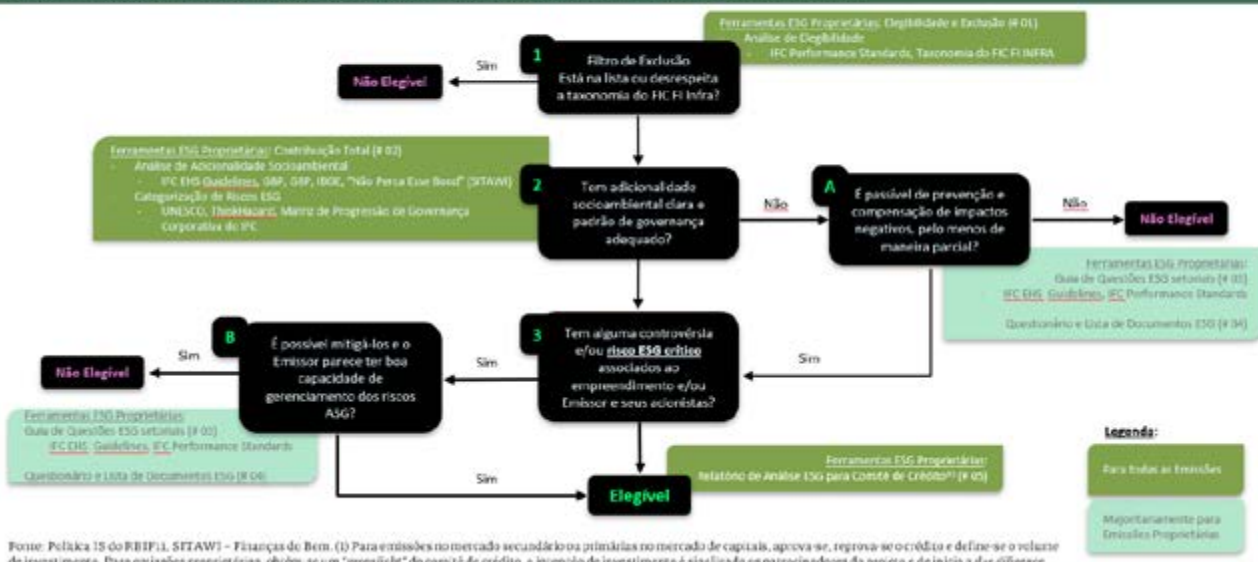 Ferramentas ESG Proprietárias: Elegibilidade e Exclusão (# 01)
Análise de Elegibilidade
IFC Performance Standards, Taxonomia do FIC FI INFRA
1
Filtro de Exclusão
Está na lista ou desrespeita
a taxonomia do FIC FI Infra?
Sim
Não Elegível
Ferramentas ESG Proprietárias: Contribuição Total (# 02)
Análise de Adicionalidade Socioambiental
IFC EHS Guidelines, GBP, SBP, IBGE, "Não Perca Esse Bond" (SITAWI)
Categorização de Riscos ESG
UNESCO, ThinkHazard, Matriz de Progressão de Governança
Corporativa do IFC
2
Tem adicionalidade
socioambiental clara e
padrão de governança
adequado?
Não
A
É passível de prevenção e
compensação de impactos
negativos, pelo menos de
maneira parcial?
Não
Não Elegível
Ferramentas ESG Proprietárias:
Guia de Questões ESG setoriais (# 03)
IFC EHS Guidelines, IFC Performance Standards
Questionário e Lista de Documentos ESG (# 04)
Sim
3
Tem alguma controvérsia
e/ou risco ESG crítico
associados ao
empreendimento e/ou
Emissor e seus acionistas?
Sim
B
É possível mitigá-los e o
Emissor parece ter boa
capacidade de
gerenciamento dos riscos
ASG?
Sim
Não Elegível
Ferramentas ESG Proprietárias:
Guia de Questões ESG setoriais (# 03)
IFC EHS Guidelines, IFC Performance Standards
Questionário e Lista de Documentos ESG (# 04)
Sim
Elegível
Ferramentas ESG Proprietárias:
Relatório de Análise ESG para Comitê de Crédito⁽¹⁾ (# 05)
Legenda:
Para todas as Emissões
Majoritariamente para
Emissões Proprietárias
Fonte: Política IS do RBIF11, SITAWI – Finanças do Bem. (1) Para emissões no mercado secundário ou primárias no mercado de capitais, aprova-se, reprova-se o crédito e define-se o volume